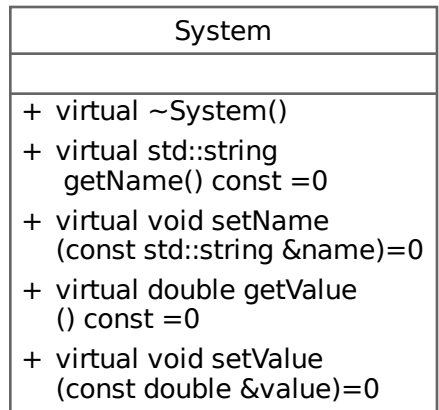 System
+ virtual ~System()
+ virtual std::string
getName() const =0
+ virtual void setName
(const std::string &name)=0
+ virtual double getValue
() const =0
+ virtual void setValue
(const double &value)=0